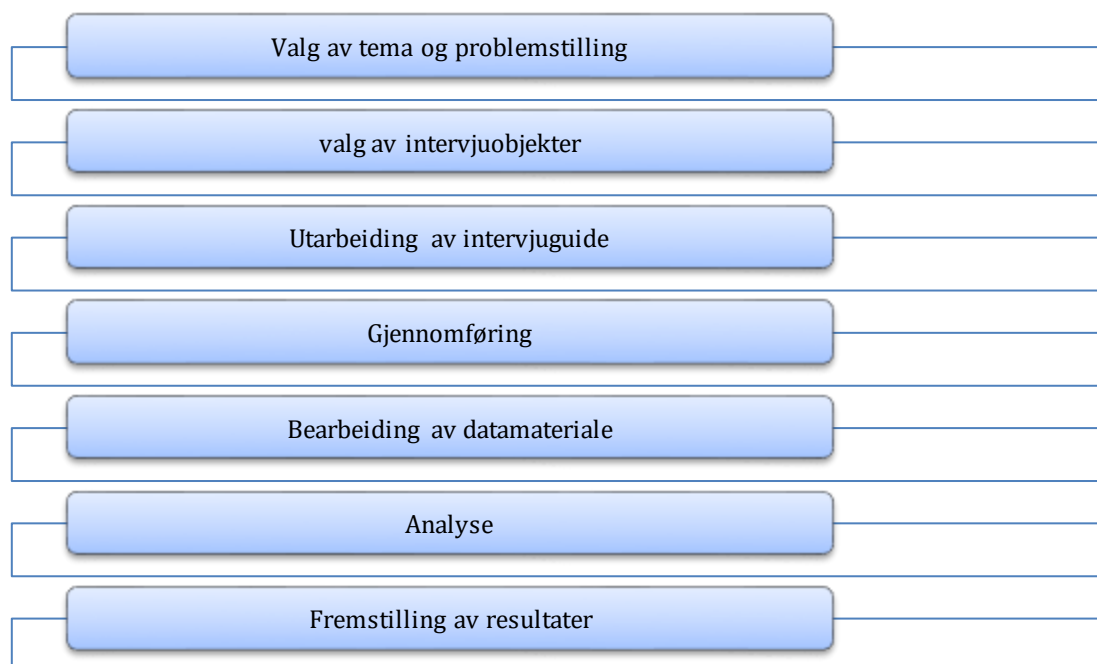 Valg av tema og problemstilling
valg av intervjuobjekter
Utarbeiding av intervjuguide
Gjennomføring
Bearbeiding av datamateriale
Analyse
Fremstilling av resultater